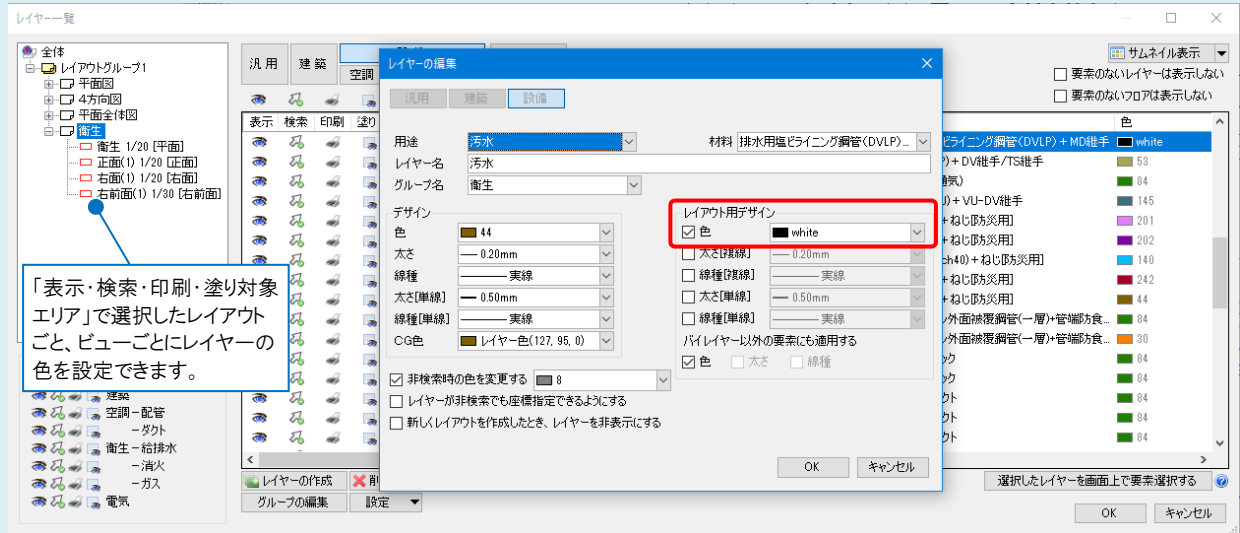 レイヤー一覧
全体
レイアウトグループ1
平面図
4方向図
平面全体図
衛生
衛生 1/20 [平面]
正面(1) 1/20 [正面]
右面(1) 1/20 [右面]
右前面(1) 1/30 [右前面]
「表示・検索・印刷・塗り対象
エリア」で選択したレイアウト
ごと、ビューごとにレイヤーの
色を設定できます。
建築
空調－配管
－ダクト
衛生－給排水
－消火
－ガス
電気
汎用 建築
空調
サムネイル表示
要素のないレイヤーは表示しない
要素のないフロアは表示しない
表示 検索 印刷 塗り
レイヤーの編集
汎用 建築 設備
用途 汚水 材料 排水用塩ビライニング鋼管(DVLP)_...
レイヤー名 汚水
グループ名 衛生
デザイン
色 44
太さ 0.20mm
線種 実線
太さ[単線] 0.50mm
線種[単線] 実線
CG色 レイヤー色(127, 95, 0)
レイアウト用デザイン
色 white
太さ[複線] 0.20mm
線種[複線] 実線
太さ[単線] 0.50mm
線種[単線] 実線
バイレイヤー以外の要素にも適用する
色 太さ 線種
非検索時の色を変更する 8
レイヤーが非検索でも座標指定できるようにする
新しくレイアウトを作成したとき、レイヤーを非表示にする
OK キャンセル
色
ビライニング鋼管(DVLP)+MD継手 white
)+DV継手/TS継手 53
通気) 84
)+VU-DV継手 145
+ねじ[防災用] 201
+ねじ[防災用] 202
ch40)+ねじ[防災用] 140
+ねじ[防災用] 242
+ねじ[防災用] 44
外面被覆鋼管(一層)+管端防食... 84
外面被覆鋼管(一層)+管端防食... 30
ック 84
ック 84
クト 84
クト 84
クト 84
レイヤーの作成 削
グループの編集 設定
選択したレイヤーを画面上で要素選択する
OK キャンセル